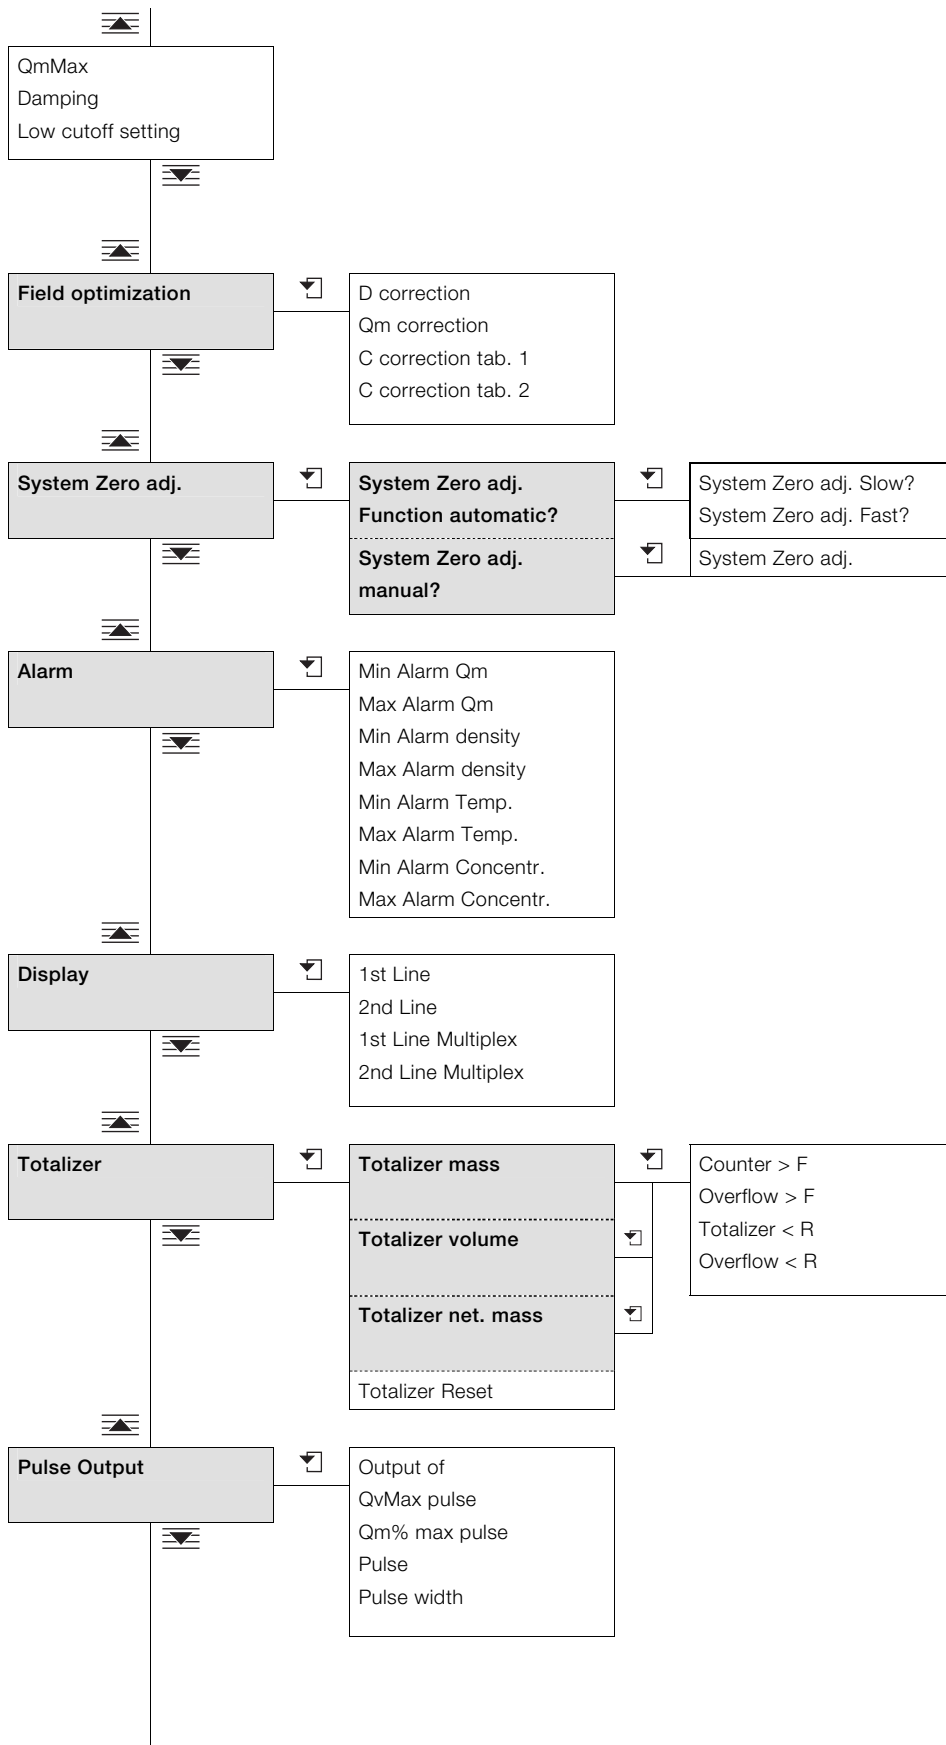 QmMax
Damping
Low cutoff setting
Field optimization
D correction
Qm correction
C correction tab. 1
C correction tab. 2
System Zero adj.
System Zero adj.
Function automatic?
System Zero adj. Slow?
System Zero adj. Fast?
System Zero adj.
manual?
System Zero adj.
Alarm
Min Alarm Qm
Max Alarm Qm
Min Alarm density
Max Alarm density
Min Alarm Temp.
Max Alarm Temp.
Min Alarm Concentr.
Max Alarm Concentr.
Display
1st Line
2nd Line
1st Line Multiplex
2nd Line Multiplex
Totalizer
Totalizer mass
Totalizer volume
Totalizer net. mass
Totalizer Reset
Counter > F
Overflow > F
Totalizer < R
Overflow < R
Pulse Output
Output of
QvMax pulse
Qm% max pulse
Pulse
Pulse width